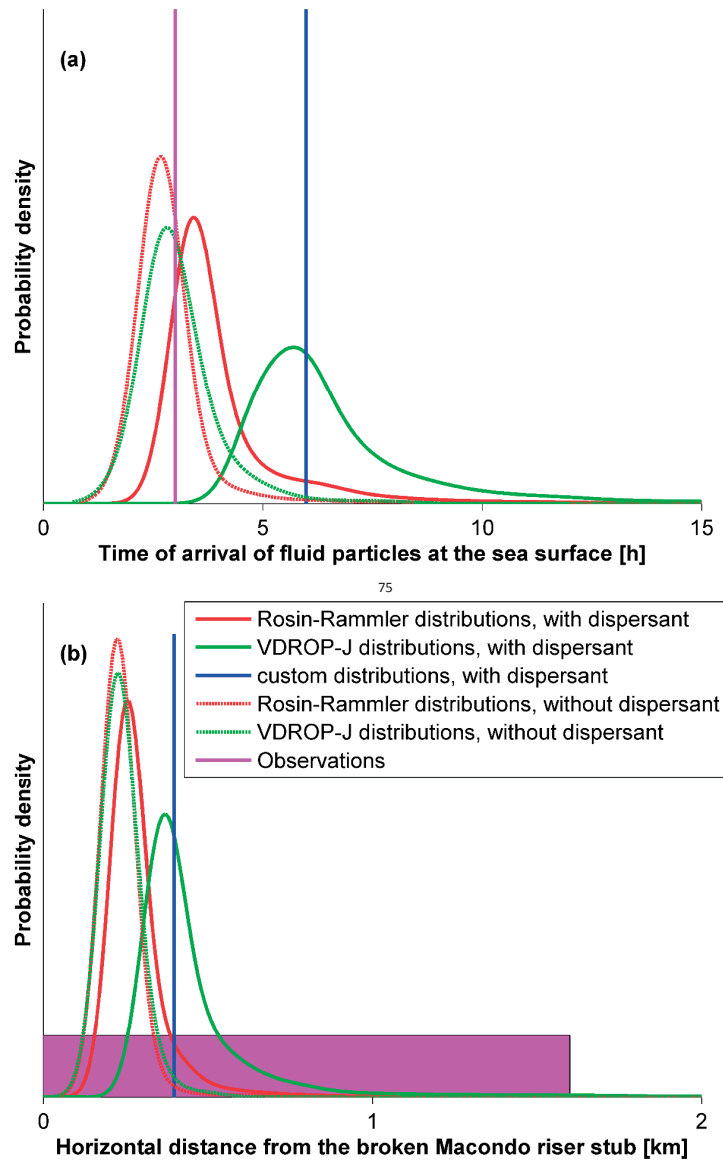 (a)
Probability density
0 5 10 15
Time of arrival of fluid particles at the sea surface [h]
75
(b)
Rosin-Rammler distributions, with dispersant
VDROP-J distributions, with dispersant
custom distributions, with dispersant
Rosin-Rammler distributions, without dispersant
VDROP-J distributions, without dispersant
Observations
Probability density
0 1 2
Horizontal distance from the broken Macondo riser stub [km]